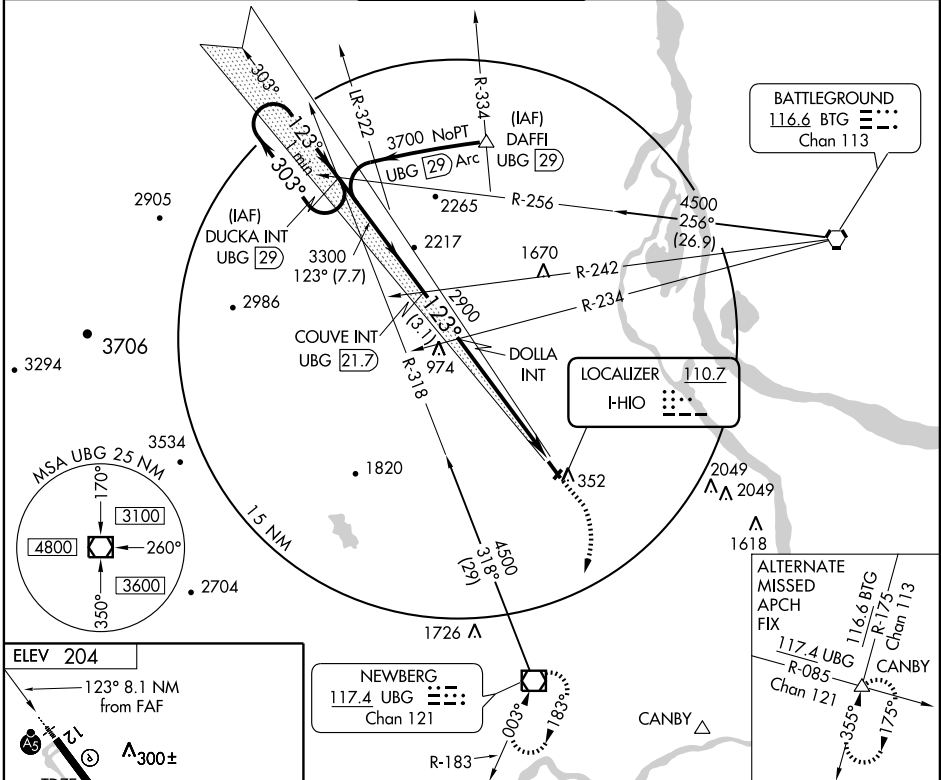 303°
123°
1 min
303°
LR-322
R-334
3700 NoPT
UBG 29 Arc
(IAF)
DAFFI
UBG 29
BATTLEGROUND
116.6 BTG
Chan 113
2905
(IAF)
DUCKA INT
UBG 29
2265
R-256
4500
256°
(26.9)
2217
3300
123° (7.7)
1670
R-242
R-234
2986
2900
123°
COUVE INT
UBG 21.7
(3.1)
974
DOLLA
INT
3706
3294
R-318
LOCALIZER 110.7
I-HIO
3534
1820
352
2049
2049
1618
MSA UBG 25 NM
170°
3100
4800
260°
3600
350°
15 NM
2704
4500
318°
(29)
1726
ALTERNATE
MISSED
APCH
FIX
116.6 BTG
R-175
Chan 113
117.4 UBG
R-085
Chan 121
CANBY
355°
175°
ELEV 204
123° 8.1 NM
from FAF
A5
12
R
300±
NEWBERG
117.4 UBG
Chan 121
003°
183°
R-183
CANBY